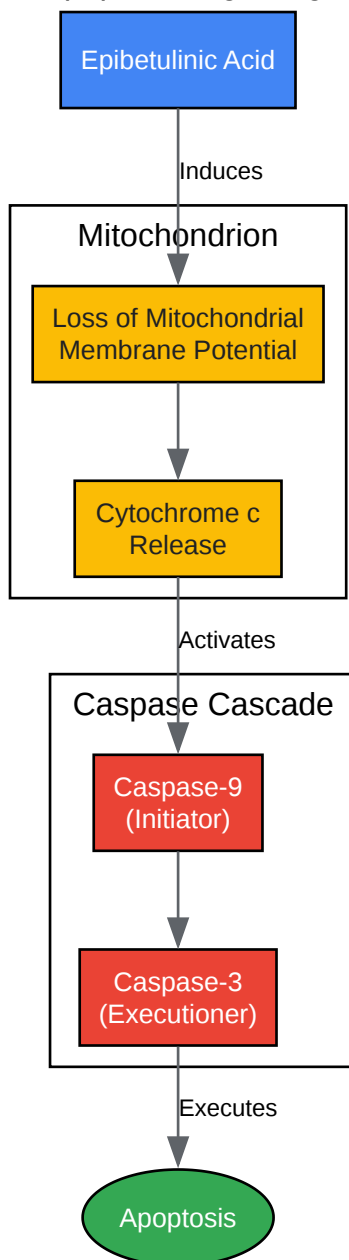 Epibetulinic Acid
Induces
Mitochondrion
Loss of Mitochondrial
Membrane Potential
Cytochrome c
Release
Activates
Caspase Cascade
Caspase-9
(Initiator)
Caspase-3
(Executioner)
Executes
Apoptosis